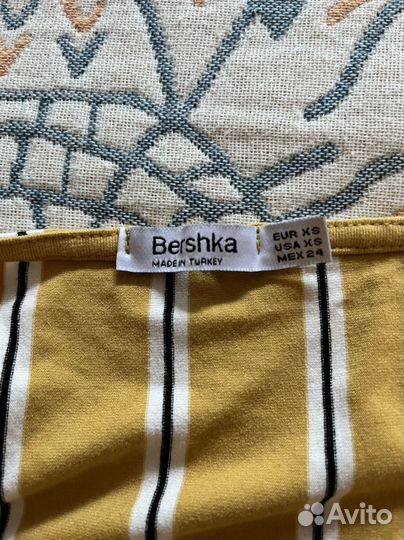 Bershka
MADE IN TURKEY
EUR XS
USA XS
MEX 24
Avito